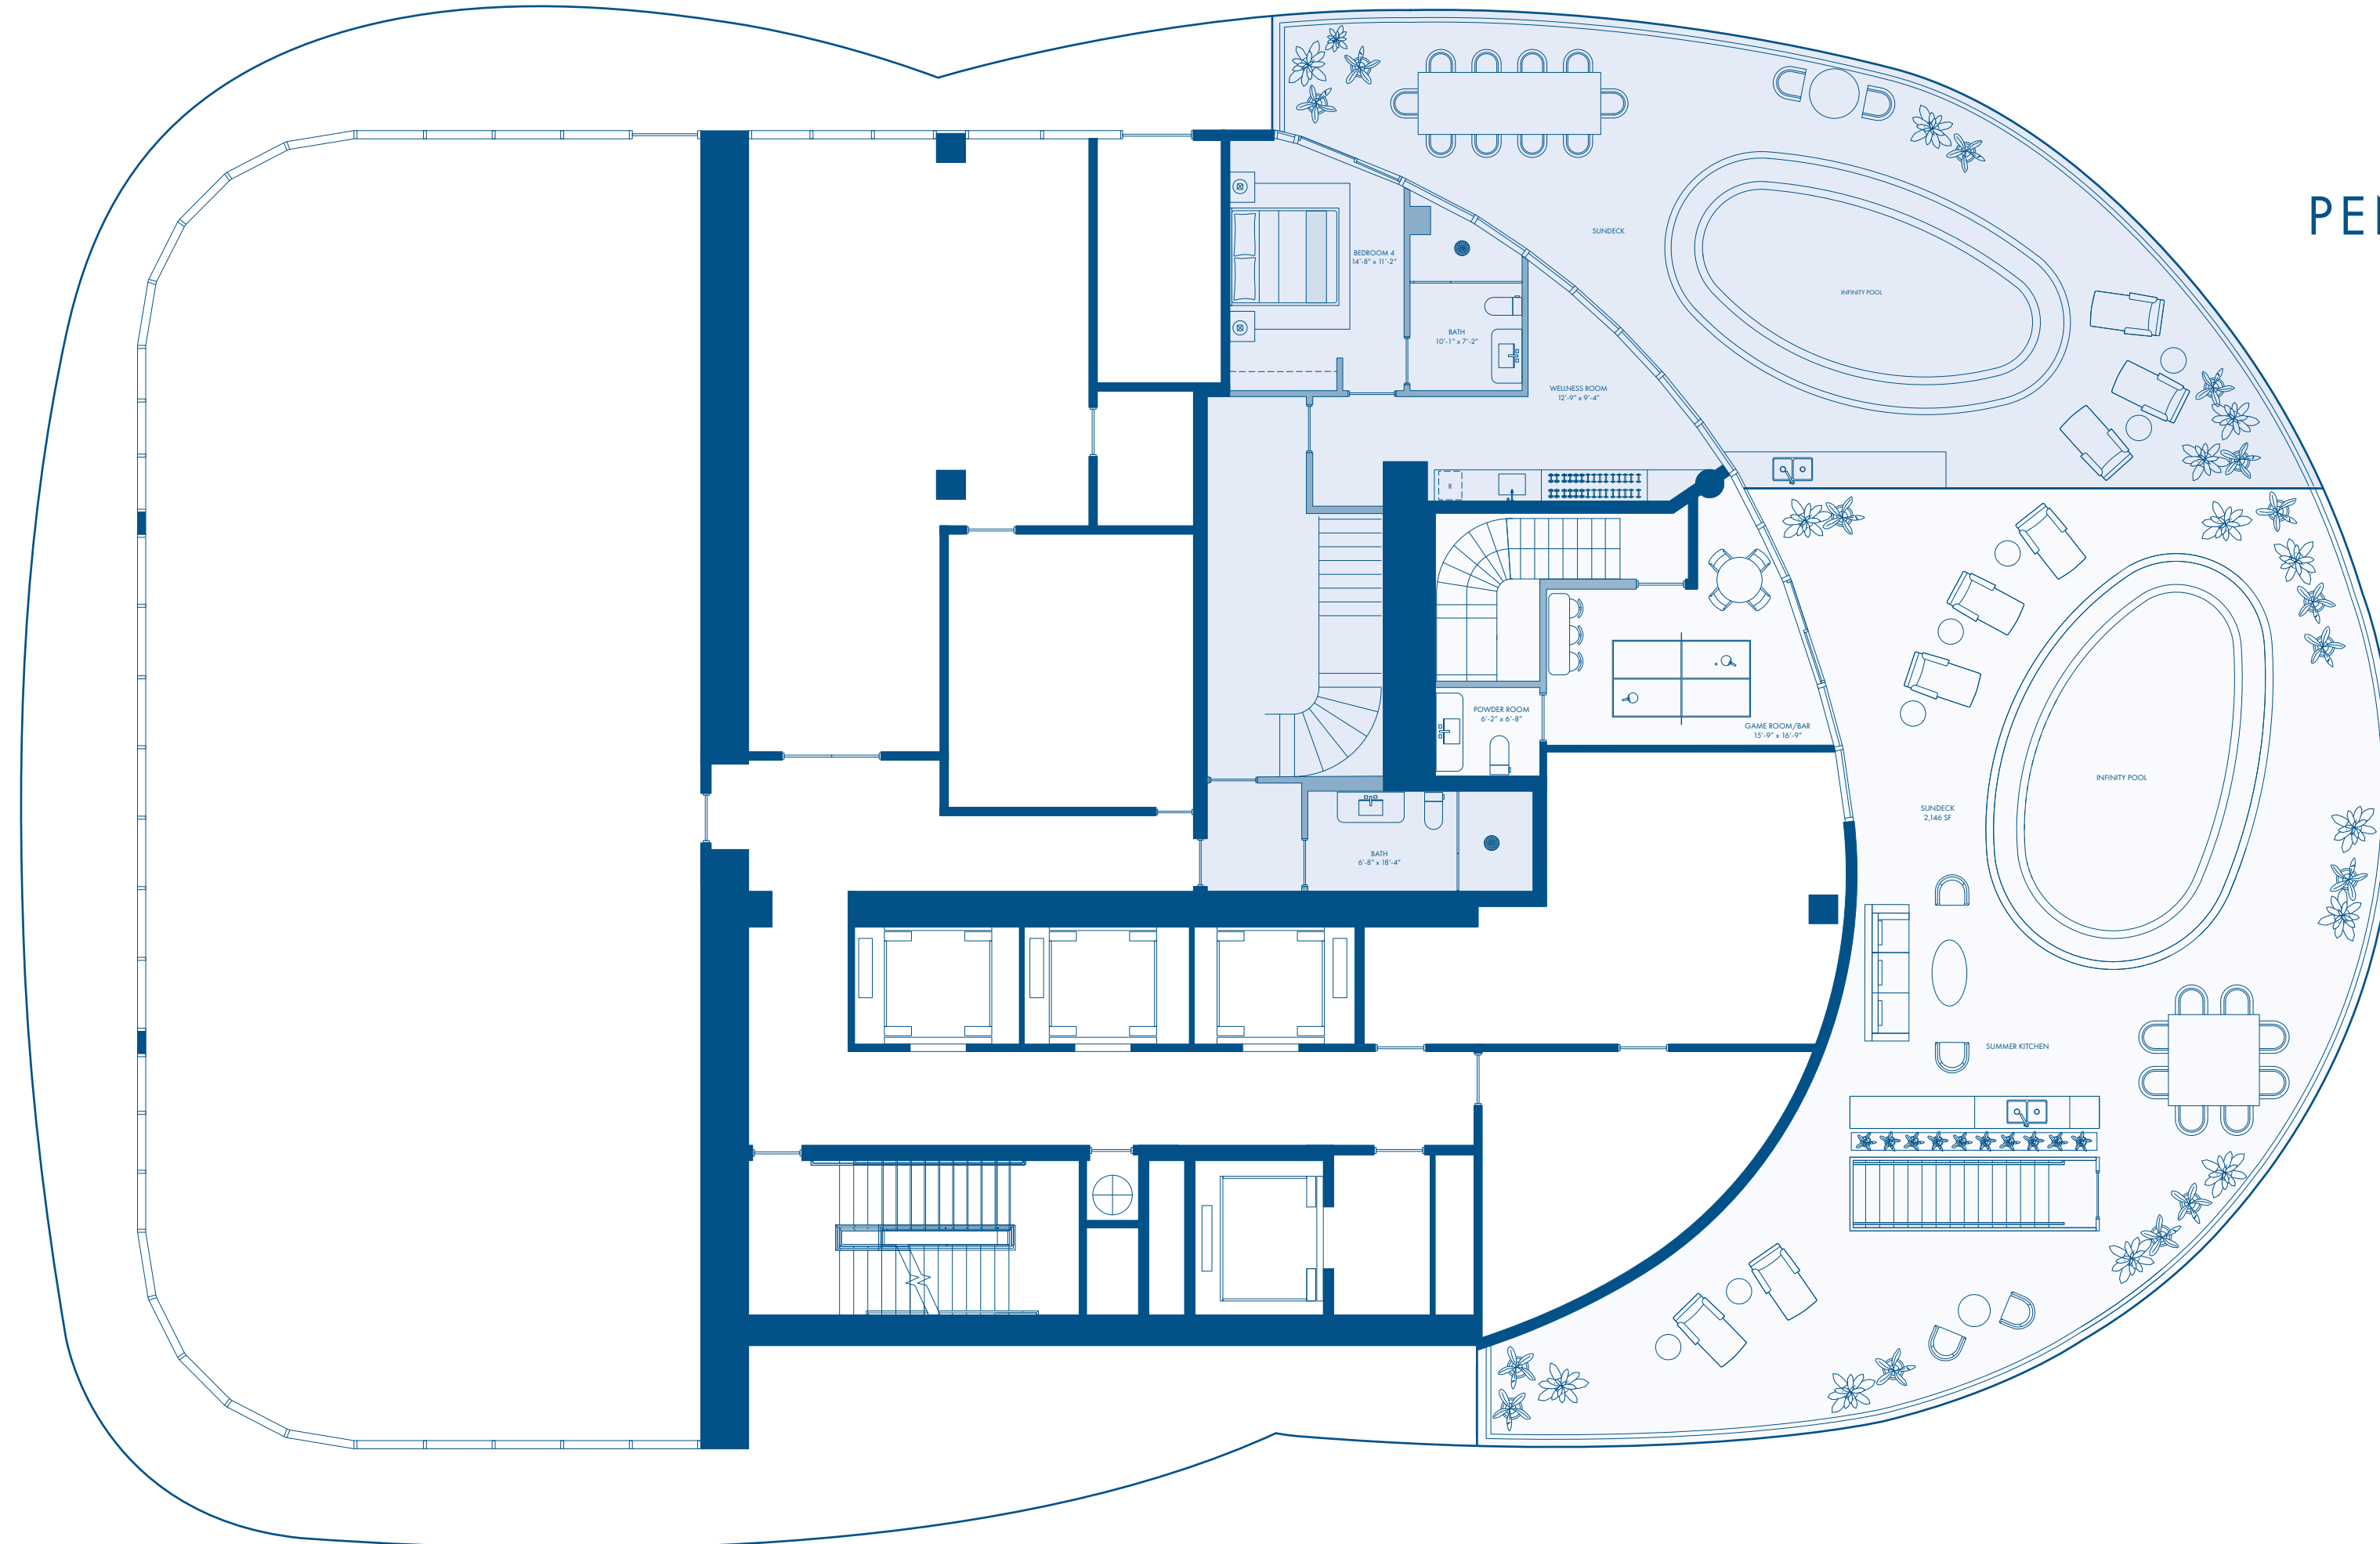 PE
SUNDECK
BEDROOM 4
14'-8" x 11'-2"
INFINITY POOL
BATH
10'-1" x 7'-2"
WELLNESS ROOM
12'-9" x 9'-4"
R
POWDER ROOM
6'-2" x 6'-8"
GAME ROOM/BAR
15'-9" x 16'-9"
INFINITY POOL
SUNDECK
2,146 SF
BATH
6'-8" x 18'-4"
SUMMER KITCHEN